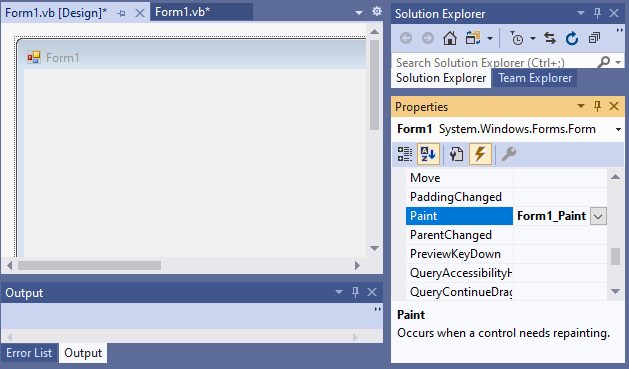 Form1.vb [Design]*
Form1.vb*
Form1
Output
Error List
Output
Solution Explorer
Search Solution Explorer (Ctrl+;)
Solution Explorer
Team Explorer
Properties
Form1 System.Windows.Forms.Form
Move
PaddingChanged
Paint Form1_Paint
ParentChanged
PreviewKeyDown
QueryAccessibilityH
QueryContinueDrag
Paint
Occurs when a control needs repainting.